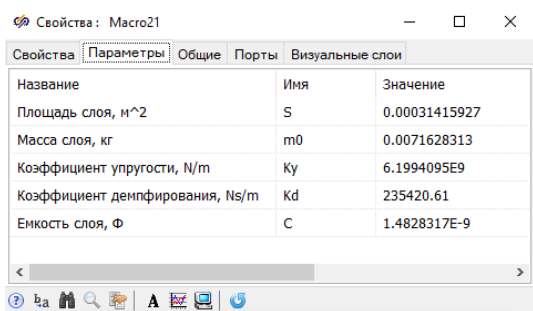 Свойства : Macro21
Свойства Параметры Общие Порты Визуальные слои
Название Имя Значение
Площадь слоя, м^2 S 0.00031415927
Масса слоя, кг m0 0.0071628313
Коэффициент упругости, N/m Ky 6.1994095E9
Коэффициент демпфирования, Ns/m Kd 235420.61
Емкость слоя, Ф C 1.4828317E-9